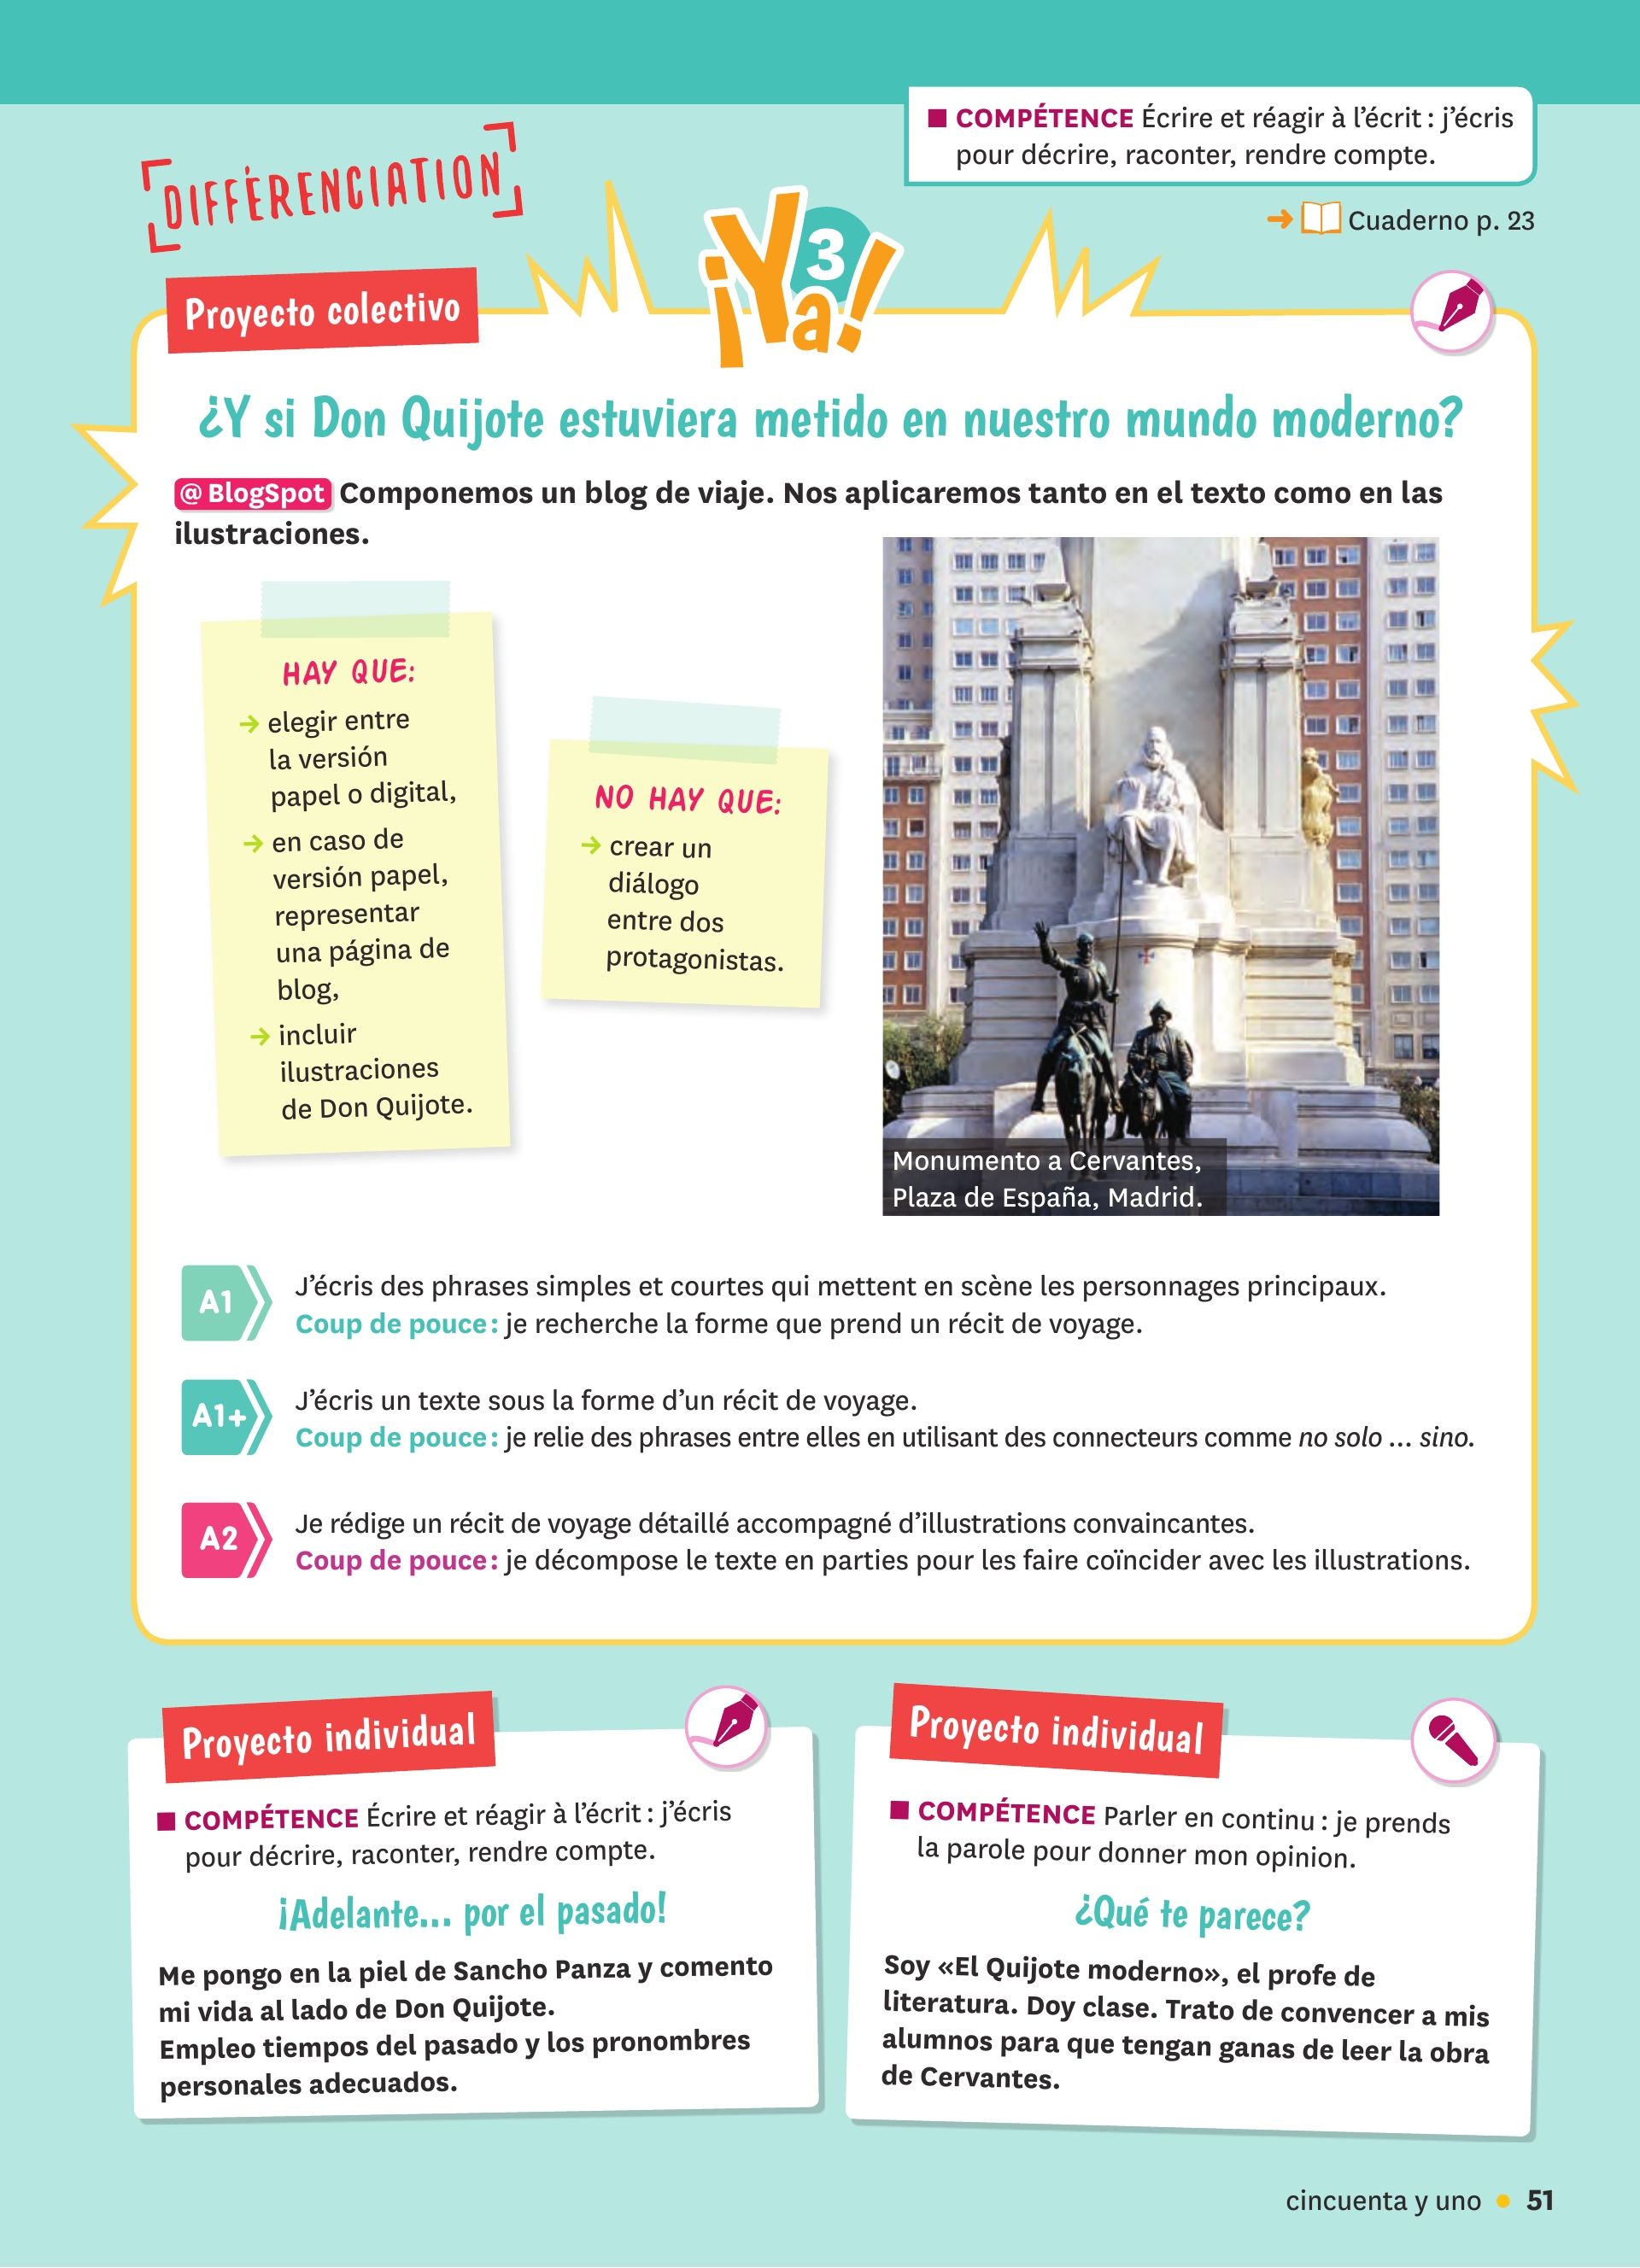 ■ COMPÉTENCE Écrire et réagir à l’écrit : j’écris
pour décrire, raconter, rendre compte.
DIFFÉRENCIATION
➜ Cuaderno p. 23
¡Ya! 3
Proyecto colectivo
¿Y si Don Quijote estuviera metido en nuestro mundo moderno?
@ BlogSpot Componemos un blog de viaje. Nos aplicaremos tanto en el texto como en las
ilustraciones.
HAY QUE:
→ elegir entre
la versión
papel o digital,
→ en caso de
versión papel,
representar
una página de
blog,
→ incluir
ilustraciones
de Don Quijote.
NO HAY QUE:
→ crear un
diálogo
entre dos
protagonistas.
Monumento a Cervantes,
Plaza de España, Madrid.
A1
J’écris des phrases simples et courtes qui mettent en scène les personnages principaux.
Coup de pouce : je recherche la forme que prend un récit de voyage.
A1+
J’écris un texte sous la forme d’un récit de voyage.
Coup de pouce : je relie des phrases entre elles en utilisant des connecteurs comme no solo ... sino.
A2
Je rédige un récit de voyage détaillé accompagné d’illustrations convaincantes.
Coup de pouce : je décompose le texte en parties pour les faire coïncider avec les illustrations.
Proyecto individual
■ COMPÉTENCE Écrire et réagir à l’écrit : j’écris
pour décrire, raconter, rendre compte.
¡Adelante... por el pasado!
Me pongo en la piel de Sancho Panza y comento
mi vida al lado de Don Quijote.
Empleo tiempos del pasado y los pronombres
personales adecuados.
Proyecto individual
■ COMPÉTENCE Parler en continu : je prends
la parole pour donner mon opinion.
¿Qué te parece?
Soy «El Quijote moderno», el profe de
literatura. Doy clase. Trato de convencer a mis
alumnos para que tengan ganas de leer la obra
de Cervantes.
cincuenta y uno • 51